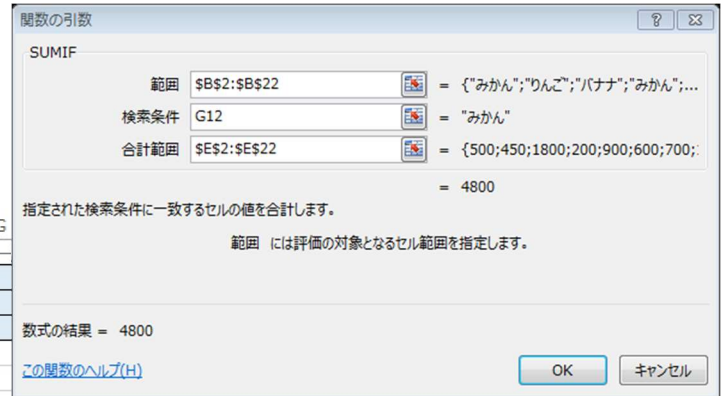 関数の引数
SUMIF
範囲 $B$2:$B$22 = {"みかん";"りんご";"バナナ";"みかん";...
検索条件 G12 = "みかん"
合計範囲 $E$2:$E$22 = {500;450;1800;200;900;600;700;
= 4800
指定された検索条件に一致するセルの値を合計します。
範囲 には評価の対象となるセル範囲を指定します。
G
数式の結果 = 4800
この関数のヘルプ(H)
OK キャンセル